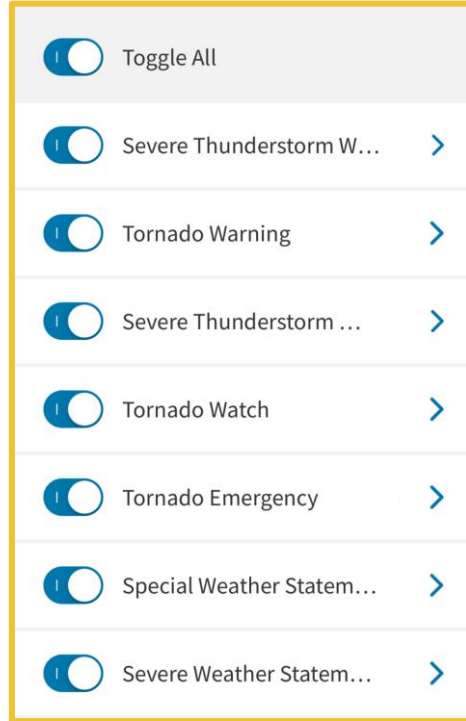 Toggle All
Severe Thunderstorm W...
Tornado Warning
Severe Thunderstorm ...
Tornado Watch
Tornado Emergency
Special Weather Statem...
Severe Weather Statem...